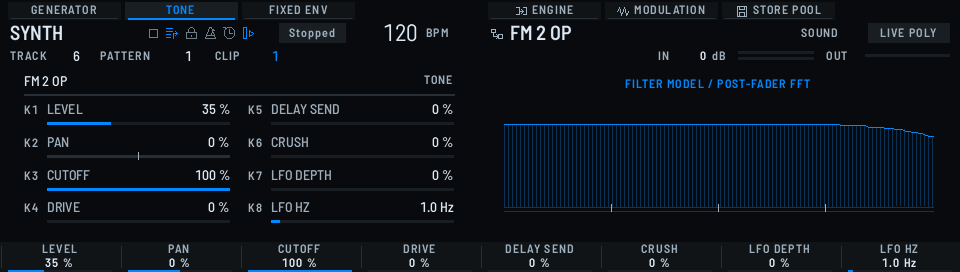 GENERATOR TONE FIXED ENV ENGINE MODULATION STORE POOL
SYNTH Stopped 120 BPM FM 2 OP SOUND LIVE POLY
TRACK 6 PATTERN 1 CLIP 1 IN 0 dB OUT
FM 2 OP TONE FILTER MODEL / POST-FADER FFT
K1 LEVEL 35 % K5 DELAY SEND 0 %
K2 PAN 0 % K6 CRUSH 0 %
K3 CUTOFF 100 % K7 LFO DEPTH 0 %
K4 DRIVE 0 % K8 LFO HZ 1.0 Hz
LEVEL PAN CUTOFF DRIVE DELAY SEND CRUSH LFO DEPTH LFO HZ
35 % 0 % 100 % 0 % 0 % 0 % 0 % 1.0 Hz